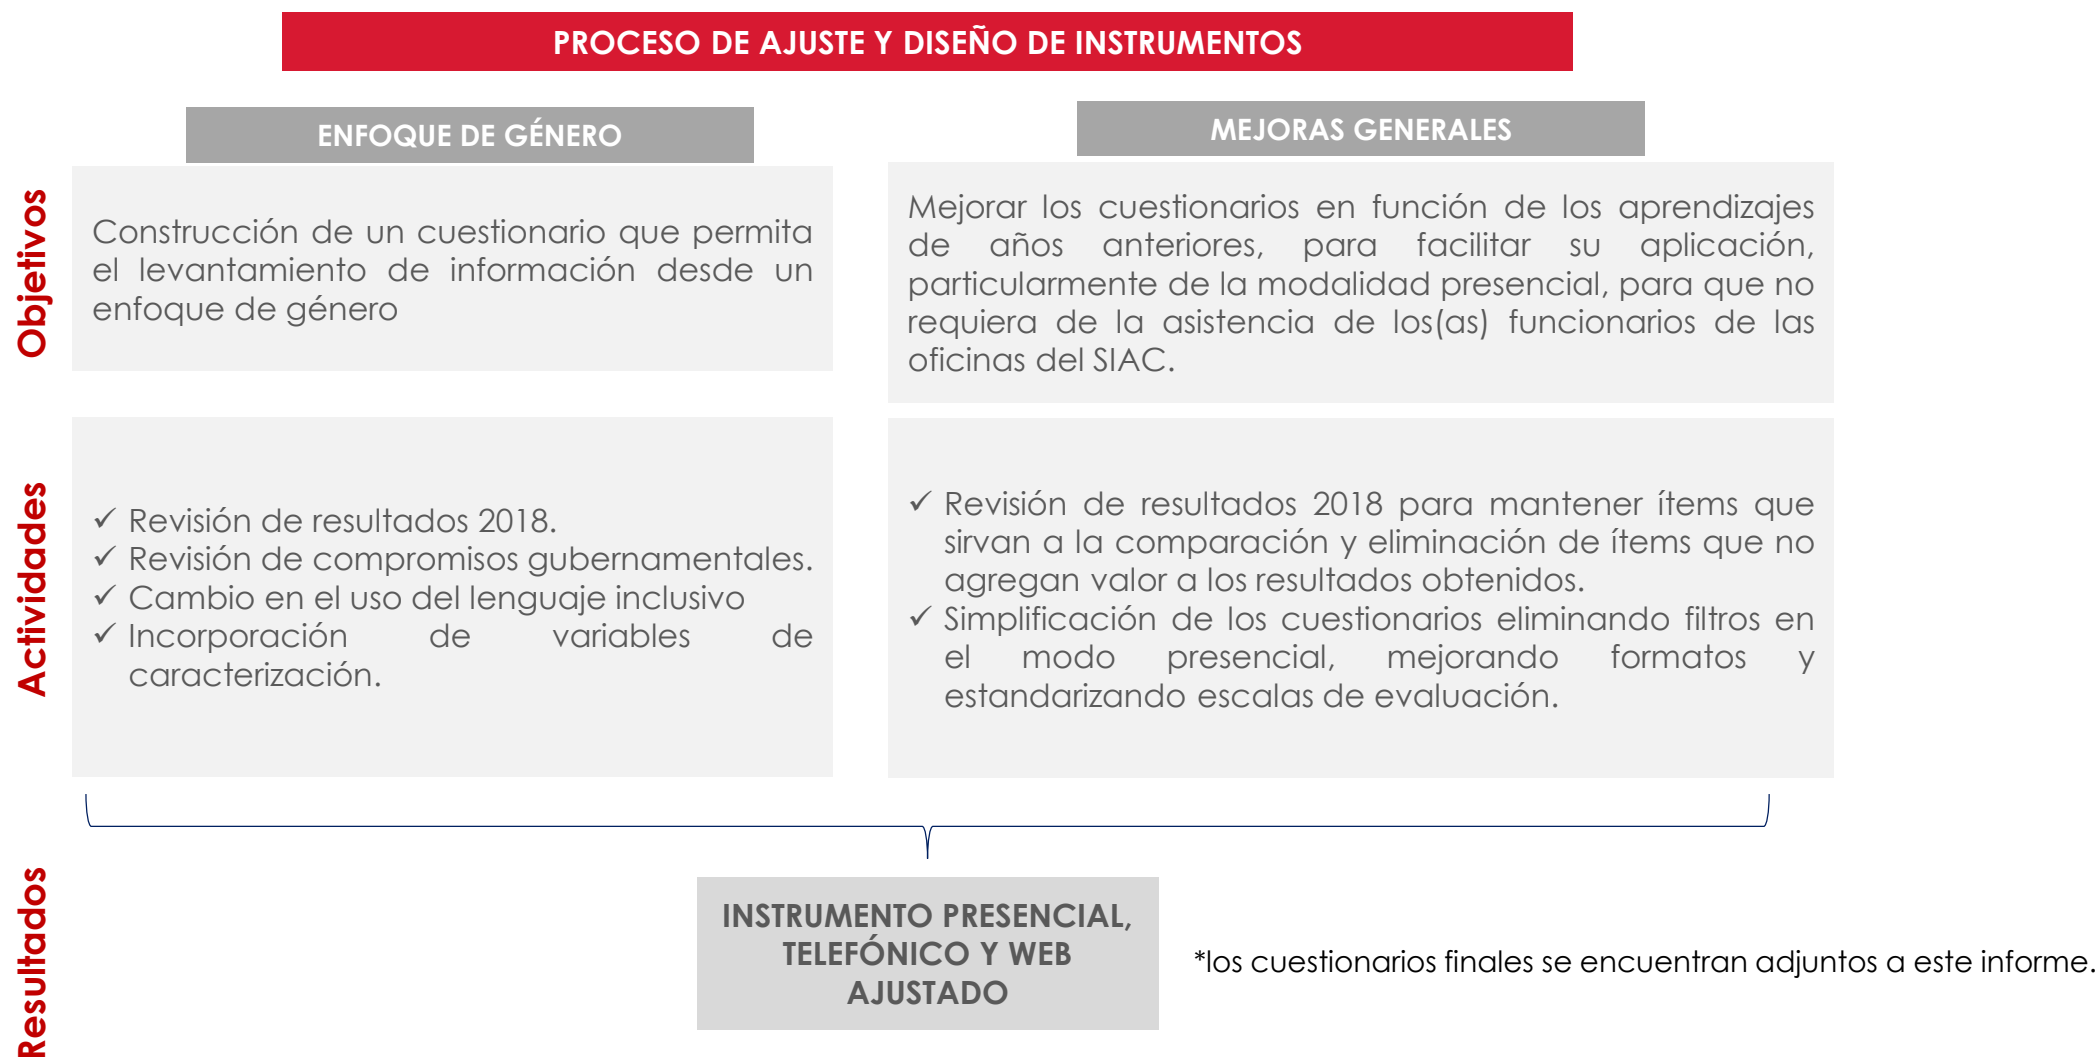 PROCESO DE AJUSTE Y DISEÑO DE INSTRUMENTOS
ENFOQUE DE GÉNERO
MEJORAS GENERALES
Objetivos
Construcción de un cuestionario que permita
el levantamiento de información desde un
enfoque de género
Mejorar los cuestionarios en función de los aprendizajes
de años anteriores, para facilitar su aplicación,
particularmente de la modalidad presencial, para que no
requiera de la asistencia de los(as) funcionarios de las
oficinas del SIAC.
Actividades
✓ Revisión de resultados 2018.
✓ Revisión de compromisos gubernamentales.
✓ Cambio en el uso del lenguaje inclusivo
✓ Incorporación de variables de
caracterización.
✓ Revisión de resultados 2018 para mantener ítems que
sirvan a la comparación y eliminación de ítems que no
agregan valor a los resultados obtenidos.
✓ Simplificación de los cuestionarios eliminando filtros en
el modo presencial, mejorando formatos y
estandarizando escalas de evaluación.
Resultados
INSTRUMENTO PRESENCIAL,
TELEFÓNICO Y WEB
AJUSTADO
*los cuestionarios finales se encuentran adjuntos a este informe.